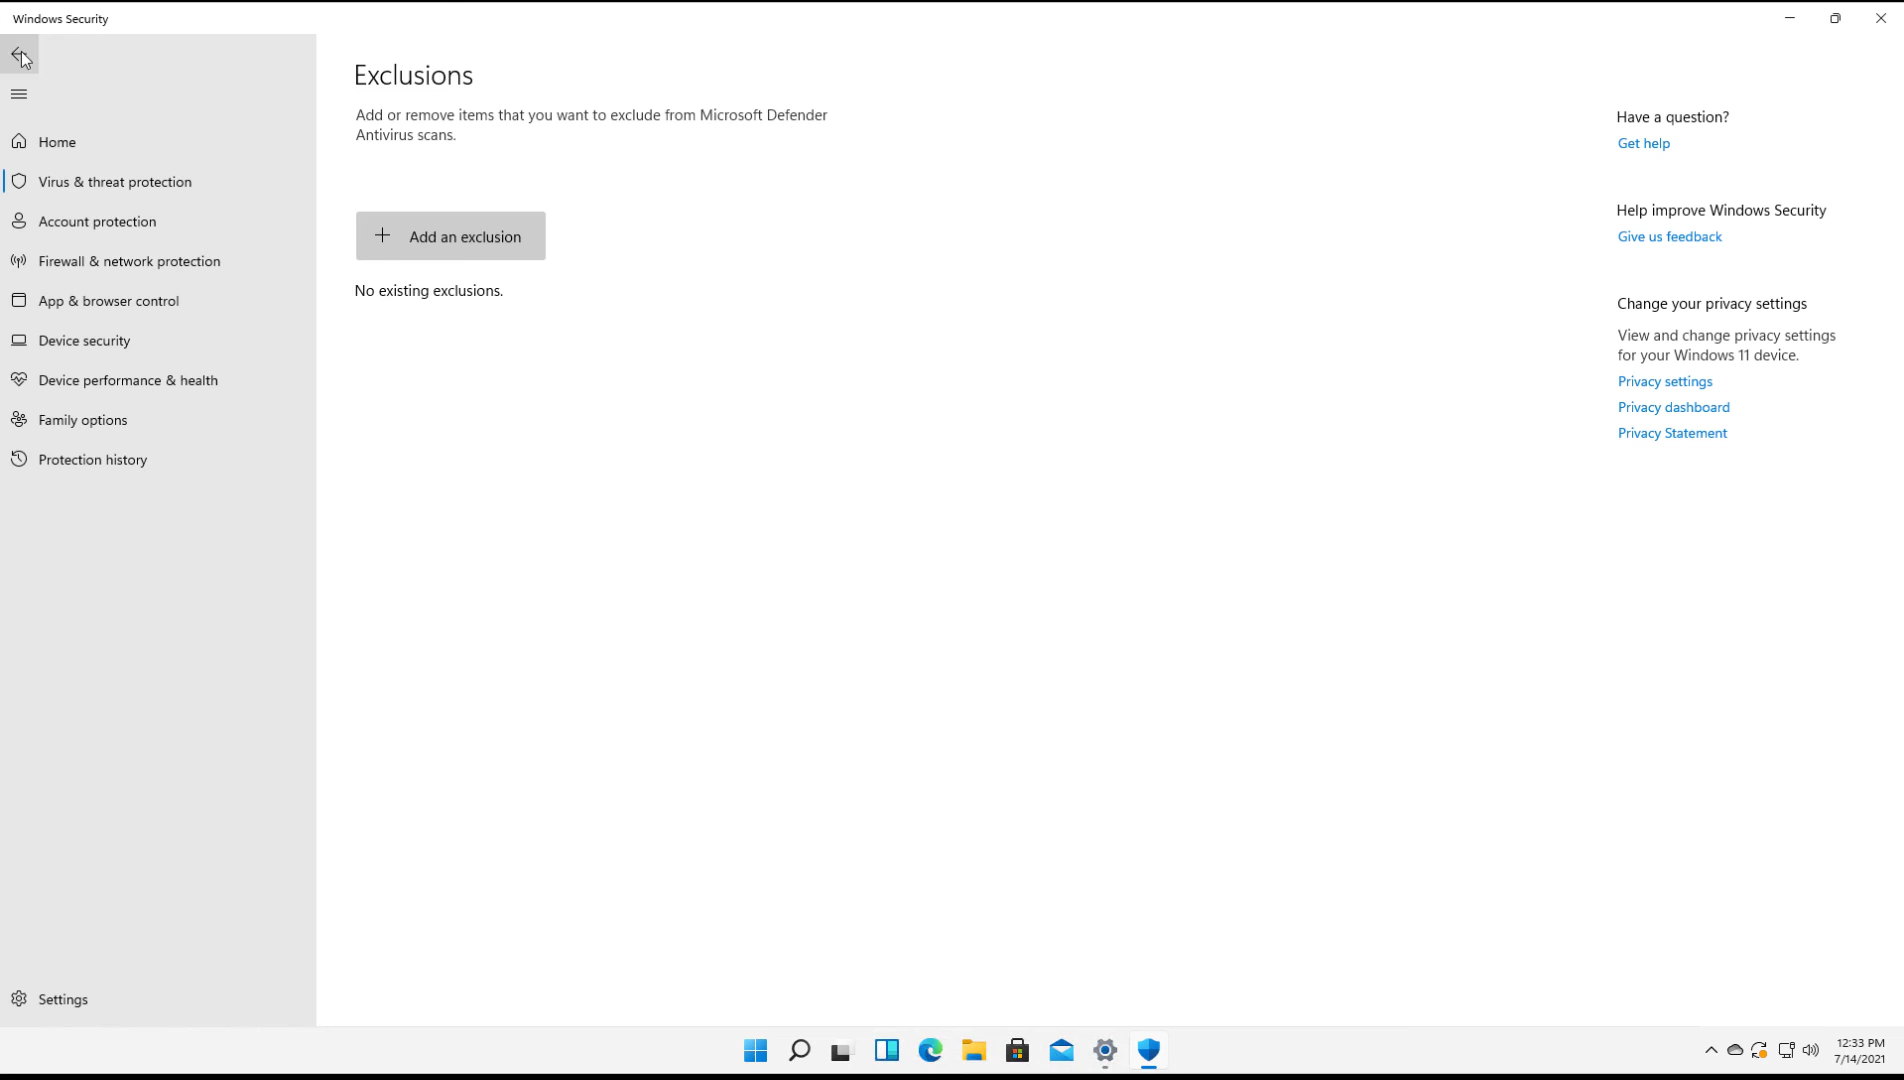 Windows Security
Home
Virus & threat protection
Account protection
Firewall & network protection
App & browser control
Device security
Device performance & health
Family options
Protection history
Settings
Exclusions
Add or remove items that you want to exclude from Microsoft Defender
Antivirus scans.
Add an exclusion
No existing exclusions.
Have a question?
Get help
Help improve Windows Security
Give us feedback
Change your privacy settings
View and change privacy settings
for your Windows 11 device.
Privacy settings
Privacy dashboard
Privacy Statement
12:33 PM
7/14/2021